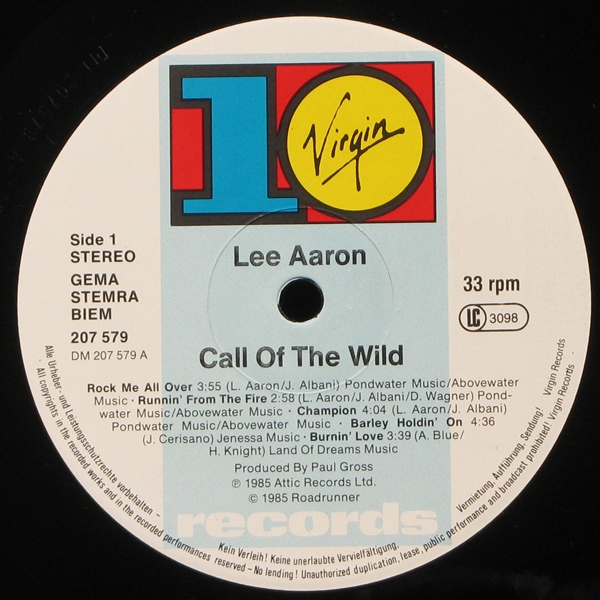 10
Virgin
Side 1
STEREO
GEMA
STEMRA
BIEM
207 579
DM 207 579 A
Lee Aaron
33 rpm
LC 3098
Call Of The Wild
Rock Me All Over 3:55 (L. Aaron/J. Albani) Pondwater Music/Abovewater
Music · Runnin' From The Fire 2:58 (L. Aaron/J. Albani/D. Wagner) Pond-
water Music/Abovewater Music · Champion 4:04 (L. Aaron/J. Albani)
Pondwater Music/Abovewater Music · Barley Holdin' On 4:36
(J. Cerisano) Jenessa Music · Burnin' Love 3:39 (A. Blue/
H. Knight) Land Of Dreams Music
Produced By Paul Gross
℗ 1985 Attic Records Ltd.
© 1985 Roadrunner
records
Alle Urheber- und Leistungsschutzrechte vorbehalten – Kein Verleih! Keine unerlaubte Vervielfältigung, Vermietung, Aufführung, Sendung! Virgin Records
· All copyrights in the recorded works and in the recorded performances reserved – No lending! Unauthorized duplication, lease, public performance and broadcast prohibited! Virgin Records ·